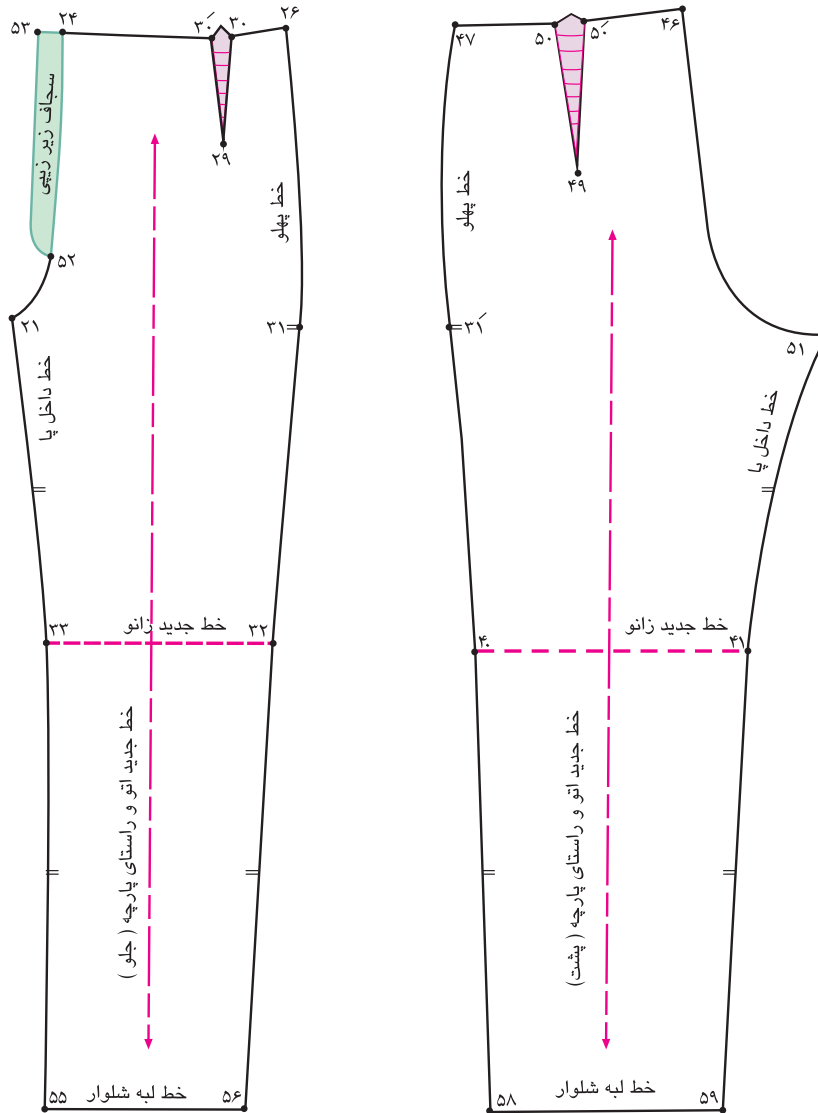 ۵۳
۲۴
۳۰́
۳۰
۲۶
سجاف زیر زیپی
۲۹
خط پهلو
۵۲
۲۱
۳۱
خط داخل پا
خط جدید زانو
۳۳
۳۲
خط جدید اتو و راستای پارچه (جلو)
خط لبه شلوار
۵۵
۵۶
۴۷
۵۰
۵۰́
۴۶
۴۹
خط پهلو
۳۱́
۵۱
خط داخل پا
خط جدید زانو
۴۰
۴۱
خط جدید اتو و راستای پارچه (پشت)
خط لبه شلوار
۵۸
۵۹